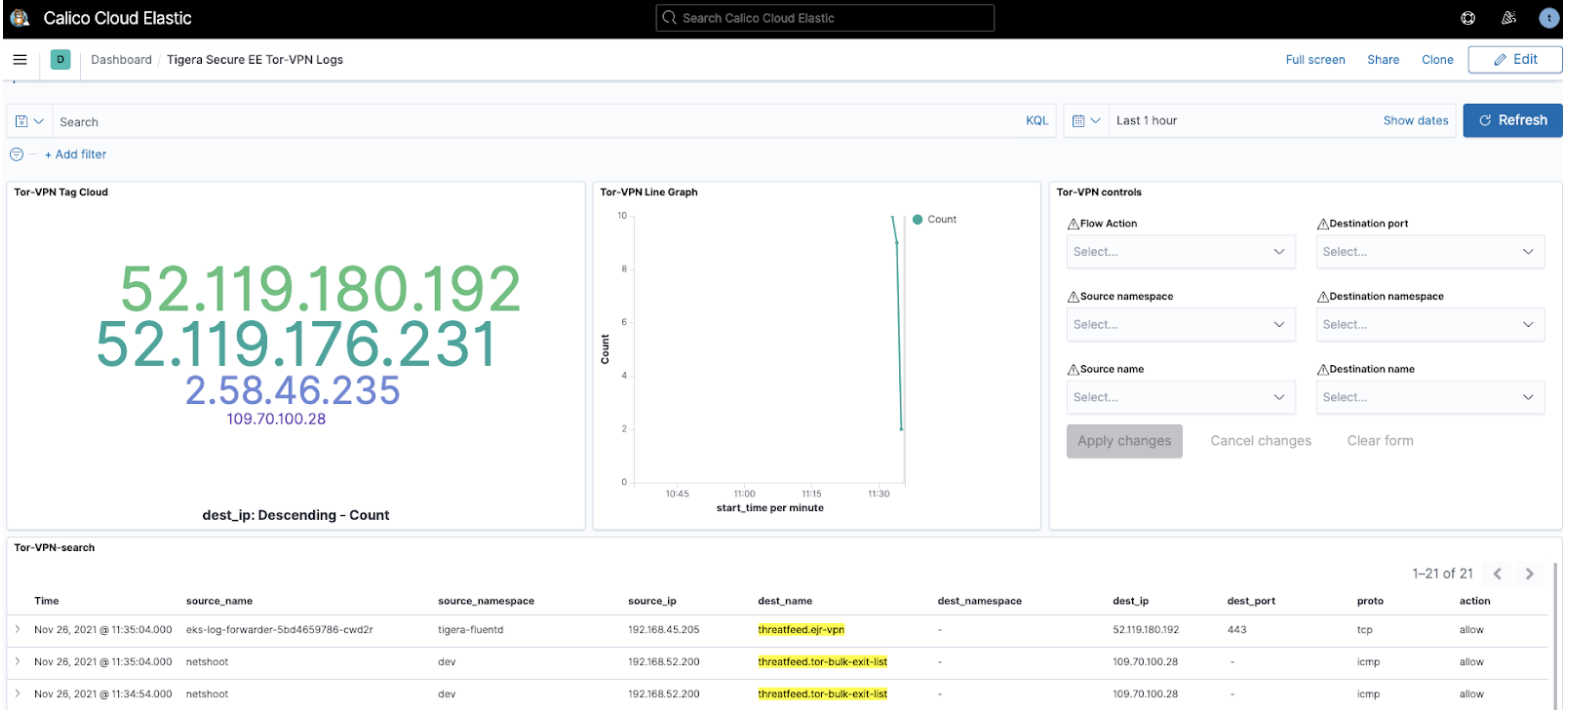 Calico Cloud Elastic
Search Calico Cloud Elastic
t
D
Dashboard / Tigera Secure EE Tor-VPN Logs
Full screen
Share
Clone
Edit
Search
KQL
Last 1 hour
Show dates
Refresh
+ Add filter
Tor-VPN Tag Cloud
52.119.180.192
52.119.176.231
2.58.46.235
109.70.100.28
dest_ip: Descending - Count
Tor-VPN Line Graph
10
8
6
4
2
0
Count
10:45 11:00 11:15 11:30
start_time per minute
Count
Tor-VPN controls
Flow Action
Select...
Destination port
Select...
Source namespace
Select...
Destination namespace
Select...
Source name
Select...
Destination name
Select...
Apply changes
Cancel changes
Clear form
Tor-VPN-search
1–21 of 21
Time source_name source_namespace source_ip dest_name dest_namespace dest_ip dest_port proto action
Nov 26, 2021 @ 11:35:04.000 eks-log-forwarder-5bd4659786-cwd2r tigera-fluentd 192.168.45.205 threatfeed.ejr-vpn - 52.119.180.192 443 tcp allow
Nov 26, 2021 @ 11:35:04.000 netshoot dev 192.168.52.200 threatfeed.tor-bulk-exit-list - 109.70.100.28 - icmp allow
Nov 26, 2021 @ 11:34:54.000 netshoot dev 192.168.52.200 threatfeed.tor-bulk-exit-list - 109.70.100.28 - icmp allow